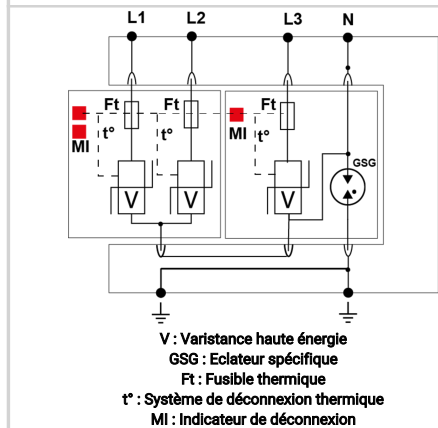 L1 L2 L3 N
Ft Ft Ft
MI t° t° MI t°
GSG
V V V
V : Varistance haute énergie
GSG : Eclateur spécifique
Ft : Fusible thermique
t° : Système de déconnexion thermique
MI : Indicateur de déconnexion